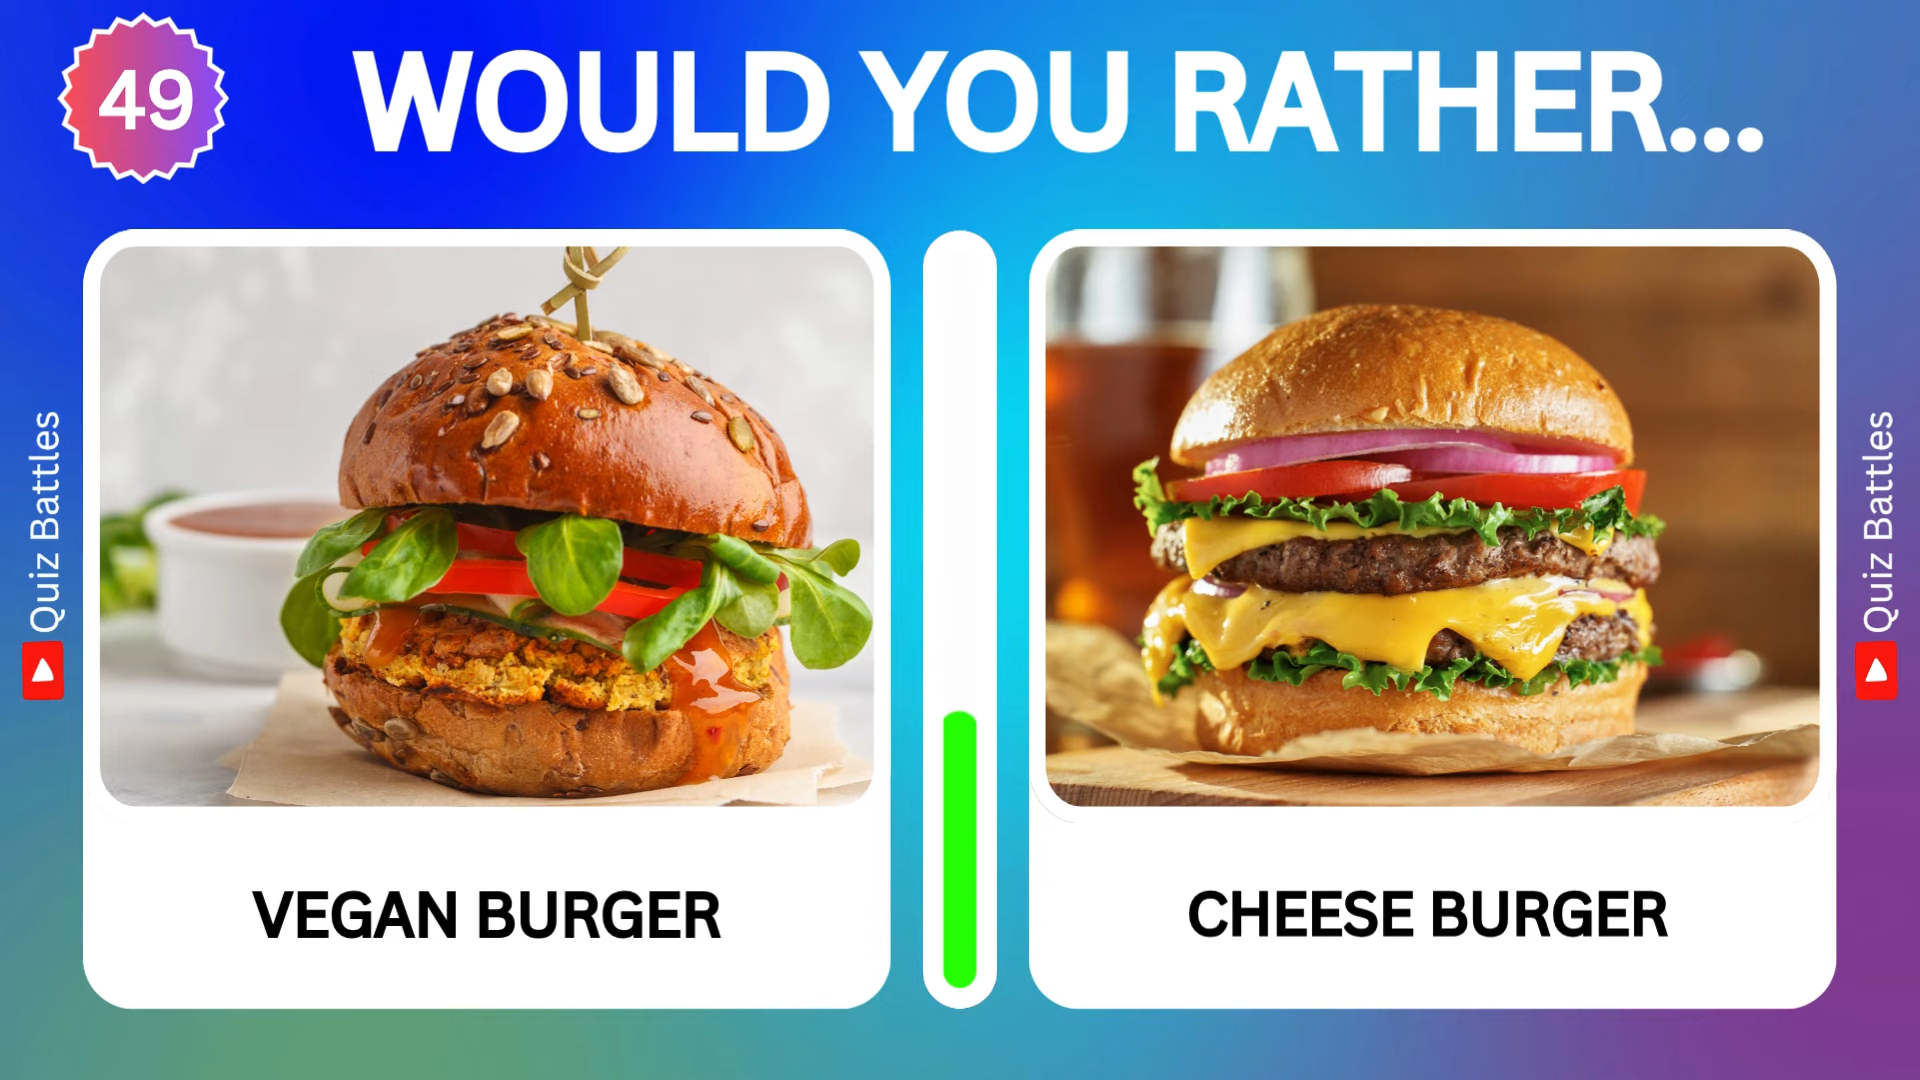 49
WOULD YOU RATHER...
Quiz Battles
VEGAN BURGER
CHEESE BURGER
Quiz Battles